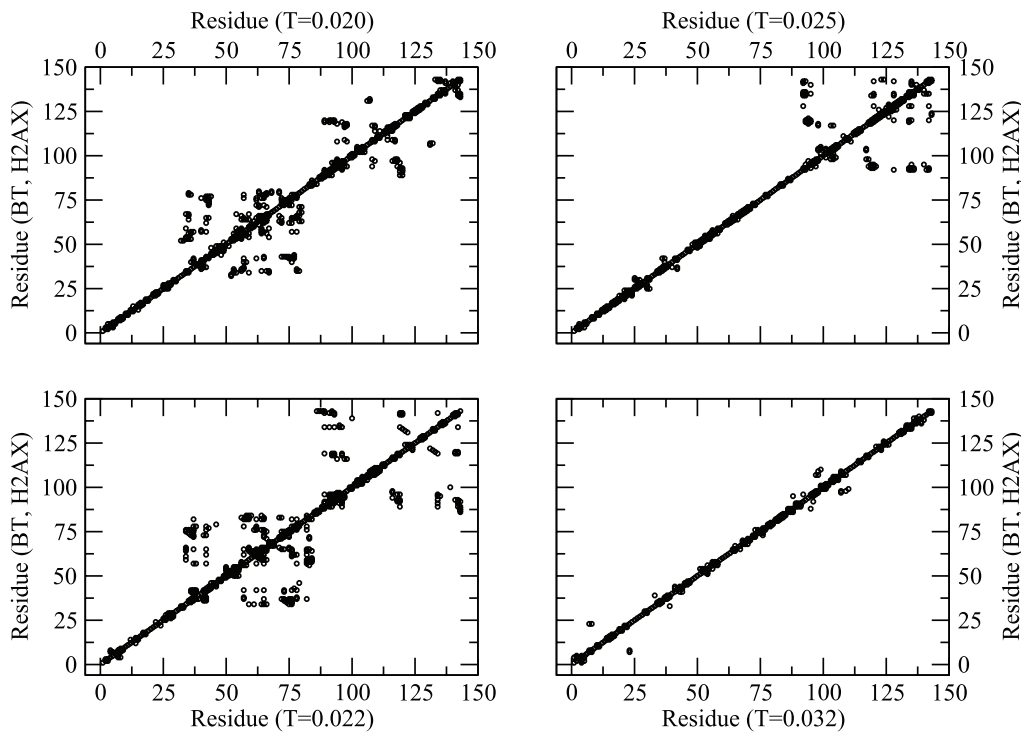 Residue (T=0.020)
Residue (T=0.025)
0 25 50 75 100 125 150
0 25 50 75 100 125 150
150
125
100
75
50
25
0
Residue (BT, H2AX)
150
125
100
75
50
25
0
Residue (BT, H2AX)
150
125
100
75
50
25
0
Residue (BT, H2AX)
150
125
100
75
50
25
0
Residue (BT, H2AX)
0 25 50 75 100 125 150
0 25 50 75 100 125 150
Residue (T=0.022)
Residue (T=0.032)